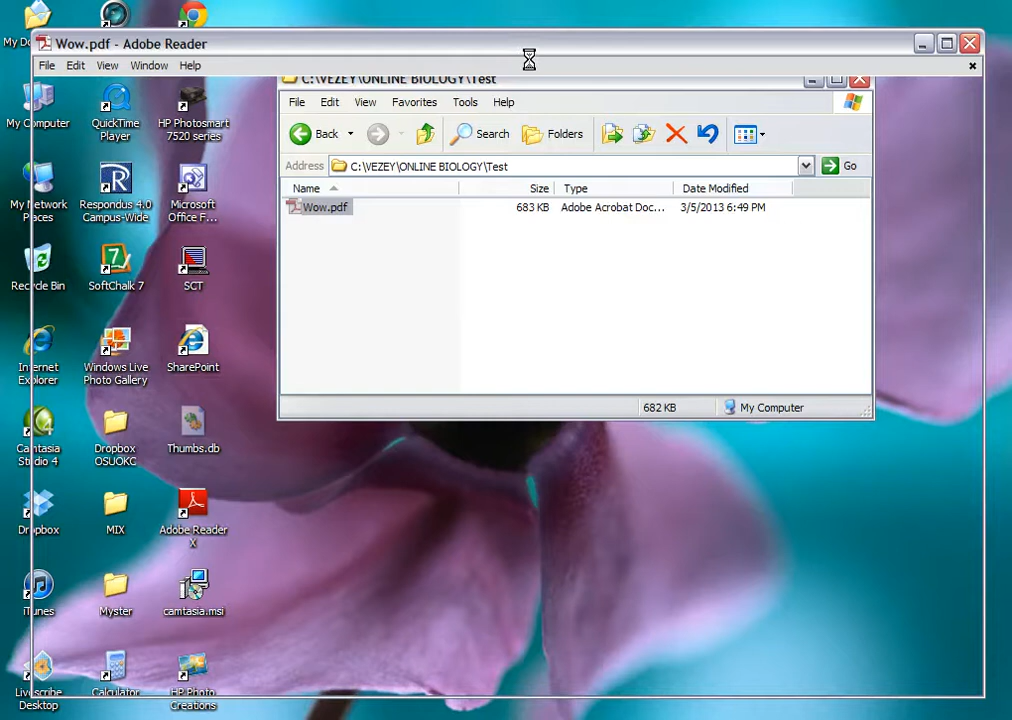 My Do
Wow.pdf - Adobe Reader
File Edit View Window Help
C:\VEZEY\ONLINE BIOLOGY\Test
File Edit View Favorites Tools Help
Back Search Folders
Address C:\VEZEY\ONLINE BIOLOGY\Test Go
Name Size Type Date Modified
Wow.pdf 683 KB Adobe Acrobat Doc... 3/5/2013 6:49 PM
682 KB My Computer
My Computer
QuickTime
Player
HP Photosmart
7520 series
My Network
Places
Respondus 4.0
Campus-Wide
Microsoft
Office F...
Recycle Bin
SoftChalk 7
SCT
Internet
Explorer
Windows Live
Photo Gallery
SharePoint
Camtasia
Studio 4
Dropbox
OSUOKC
Thumbs.db
Dropbox
MIX
Adobe Reader
X
iTunes
Myster
camtasia.msi
Livescribe
Desktop
Calculator
HP Photo
Creations